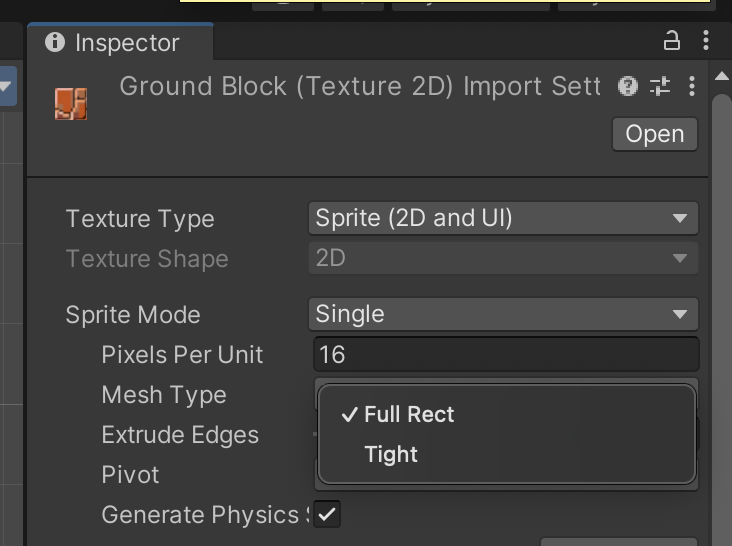 Inspector
Ground Block (Texture 2D) Import Sett
Open
Texture Type Sprite (2D and UI)
Texture Shape 2D
Sprite Mode Single
Pixels Per Unit 16
Mesh Type
Full Rect
Extrude Edges
Tight
Pivot
Generate Physics